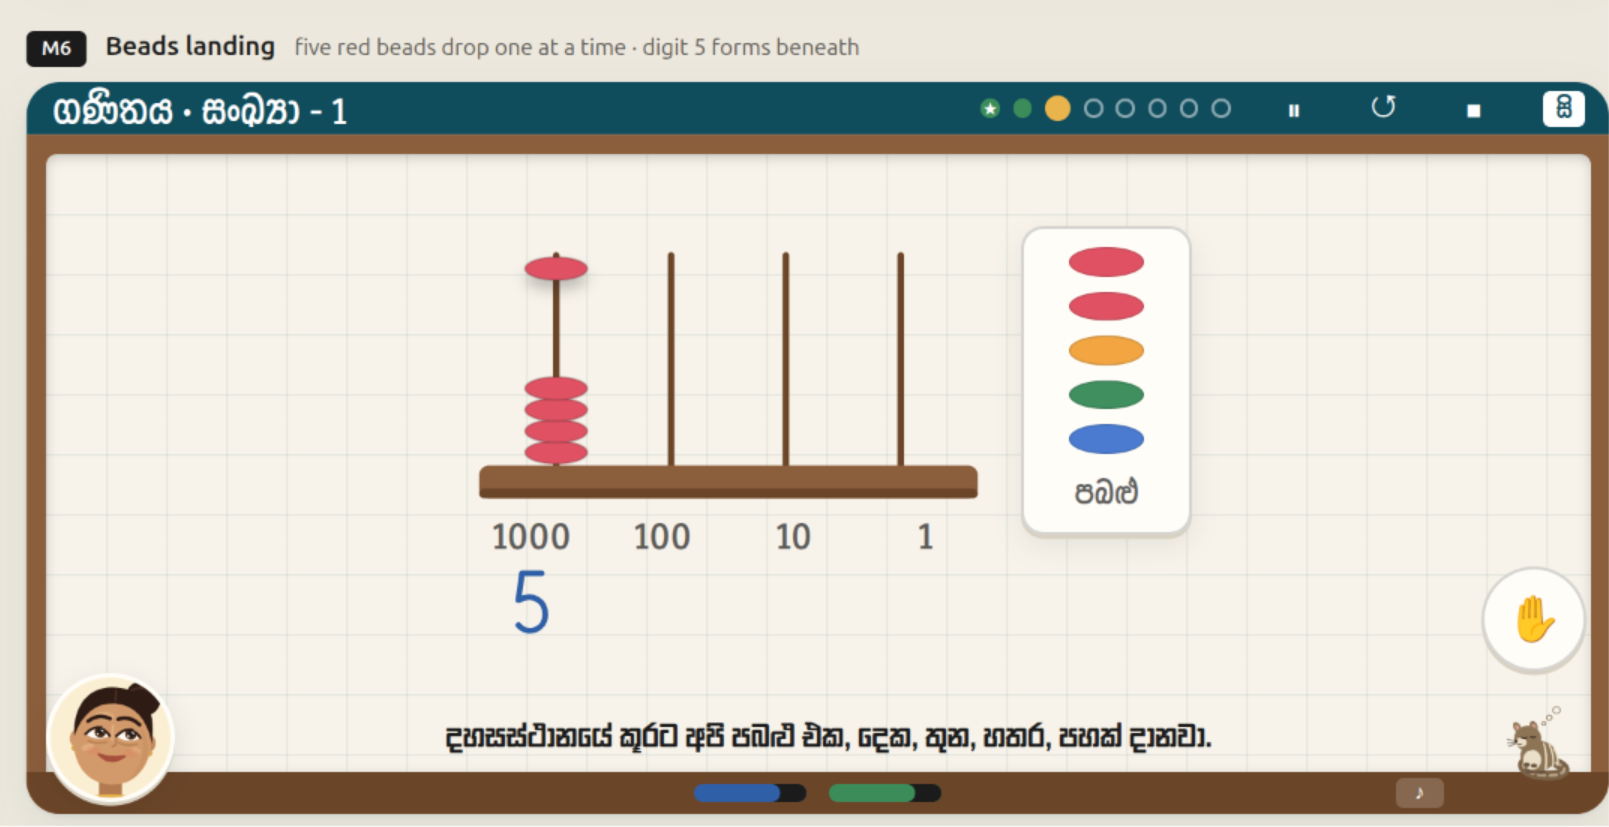 M6 Beads landing five red beads drop one at a time · digit 5 forms beneath
ගණිතය · සංඛ්‍යා - 1
සිං
පබළු
1000 100 10 1
5
දහසස්ථානයේ කූරට අපි පබළු එක, දෙක, තුන, හතර, පහක් දානවා.